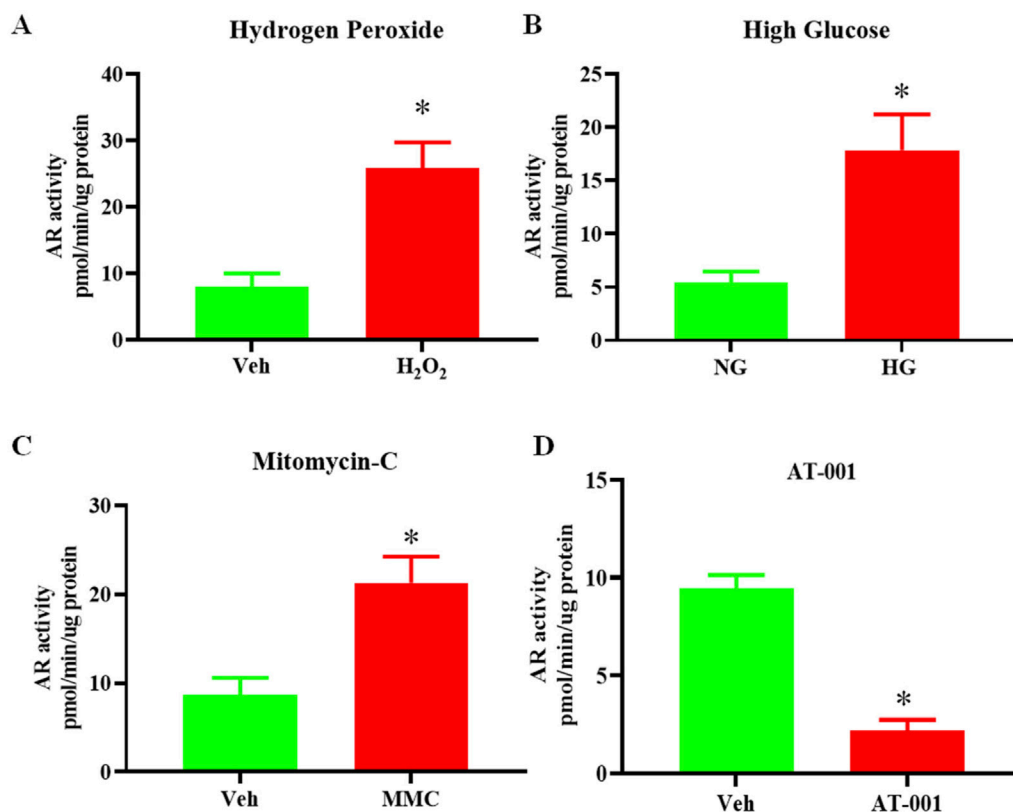 A
Hydrogen Peroxide
AR activity
pmol/min/ug protein
40
30
20
10
0
*
Veh
H₂O₂
B
High Glucose
AR activity
pmol/min/ug protein
25
20
15
10
5
0
*
NG
HG
C
Mitomycin-C
AR activity
pmol/min/ug protein
30
20
10
0
*
Veh
MMC
D
AT-001
AR activity
pmol/min/ug protein
15
10
5
0
*
Veh
AT-001